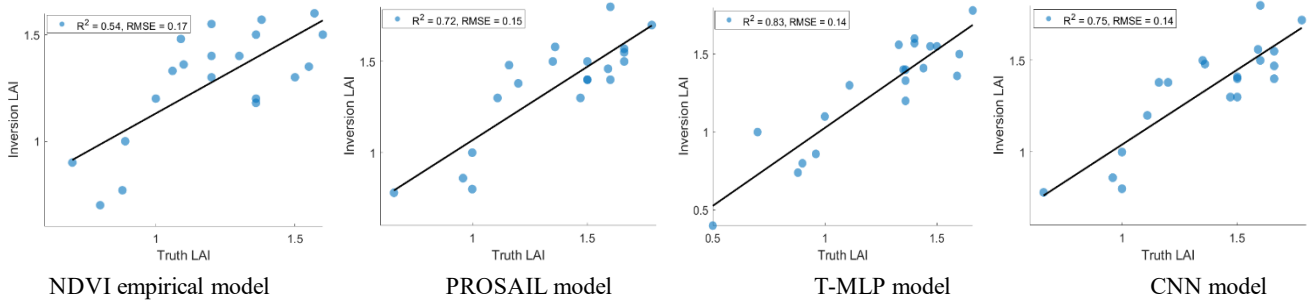 R² = 0.54, RMSE = 0.17
1.5
1
Inversion LAI
1
1.5
Truth LAI
NDVI empirical model
R² = 0.72, RMSE = 0.15
1.5
1
Inversion LAI
1
1.5
Truth LAI
PROSAIL model
R² = 0.83, RMSE = 0.14
1.5
1
0.5
Inversion LAI
0.5
1
1.5
Truth LAI
T-MLP model
R² = 0.75, RMSE = 0.14
1.5
1
Inversion LAI
1
1.5
Truth LAI
CNN model